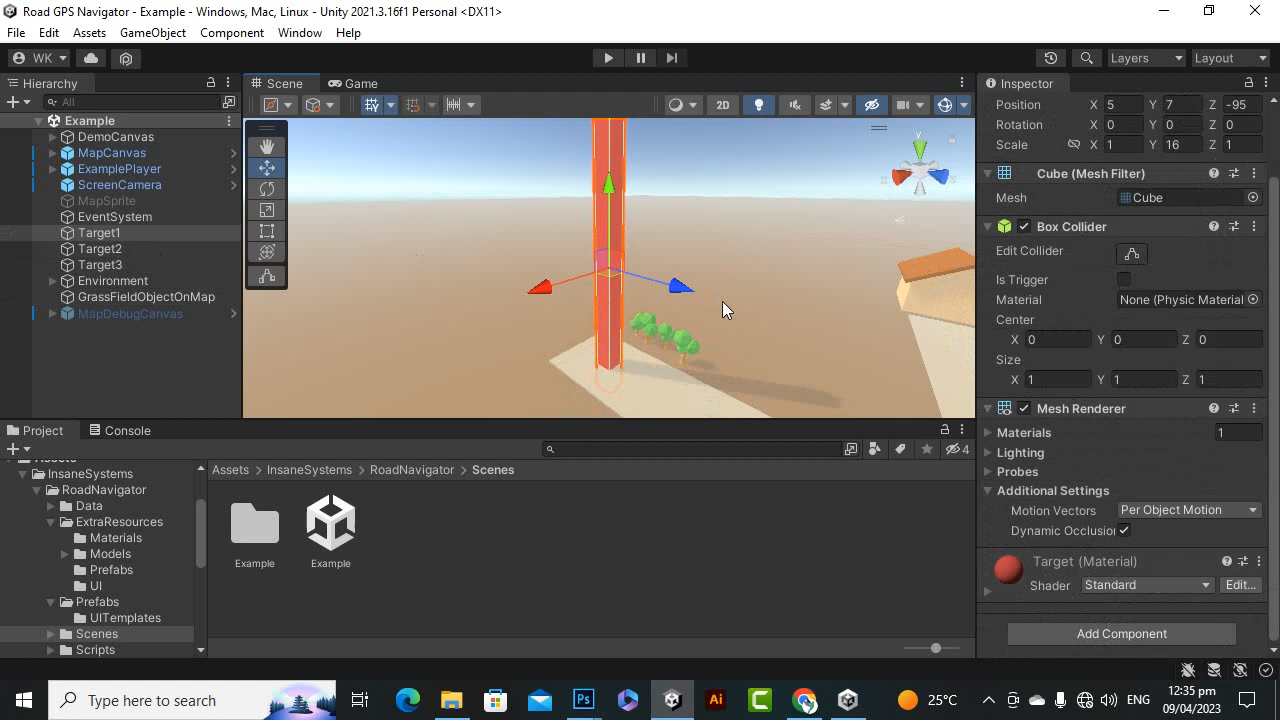 Road GPS Navigator - Example - Windows, Mac, Linux - Unity 2021.3.16f1 Personal <DX11>
File Edit Assets GameObject Component Window Help
WK Layers Layout
Hierarchy
All
Example
DemoCanvas
MapCanvas
ExamplePlayer
ScreenCamera
MapSprite
EventSystem
Target1
Target2
Target3
Environment
GrassFieldObjectOnMap
MapDebugCanvas
Scene Game
2D
y
Inspector
Position X 5 Y 7 Z -95
Rotation X 0 Y 0 Z 0
Scale X 1 Y 16 Z 1
Cube (Mesh Filter)
Mesh Cube
Box Collider
Edit Collider
Is Trigger
Material None (Physic Material
Center
X 0 Y 0 Z 0
Size
X 1 Y 1 Z 1
Mesh Renderer
Materials 1
Lighting
Probes
Additional Settings
Motion Vectors Per Object Motion
Dynamic Occlusion
Target (Material)
Shader Standard Edit...
Add Component
Project Console
4
InsaneSystems
RoadNavigator
Data
ExtraResources
Materials
Models
Prefabs
UI
Prefabs
UITemplates
Scenes
Scripts
Assets > InsaneSystems > RoadNavigator > Scenes
Example Example
Type here to search
Ps
Ai
C
25°C
ENG
12:35 pm
09/04/2023